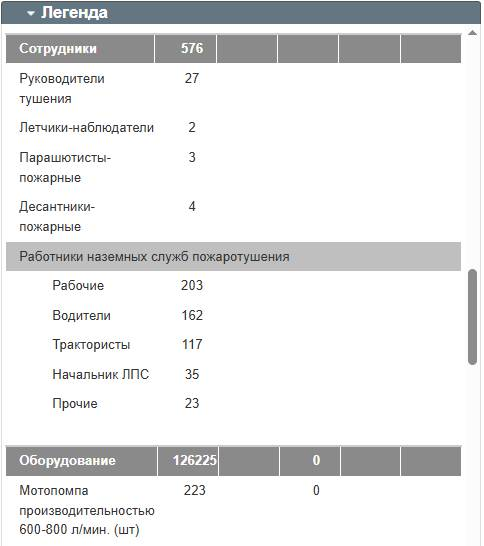 Легенда
Сотрудники 576
Руководители 27
тушения
Летчики-наблюдатели 2
Парашютисты- 3
пожарные
Десантники- 4
пожарные
Работники наземных служб пожаротушения
Рабочие 203
Водители 162
Трактористы 117
Начальник ЛПС 35
Прочие 23
Оборудование 126225 0
Мотопомпа 223 0
производительностью
600-800 л/мин. (шт)